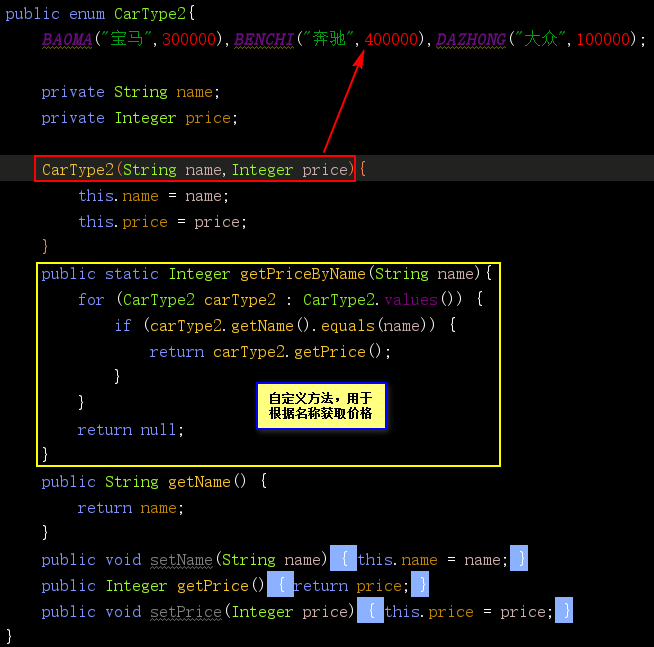 public enum CarType2{
    BAOMA("宝马",300000),BENCHI("奔驰",400000),DAZHONG("大众",100000);
    private String name;
    private Integer price;
    CarType2(String name,Integer price){
        this.name = name;
        this.price = price;
    }
    public static Integer getPriceByName(String name){
        for (CarType2 carType2 : CarType2.values()) {
            if (carType2.getName().equals(name)) {
                return carType2.getPrice();
            }
        }
        return null;
    }
自定义方法，用于
根据名称获取价格
    public String getName() {
        return name;
    }
    public void setName(String name) { this.name = name; }
    public Integer getPrice() { return price; }
    public void setPrice(Integer price) { this.price = price; }
}